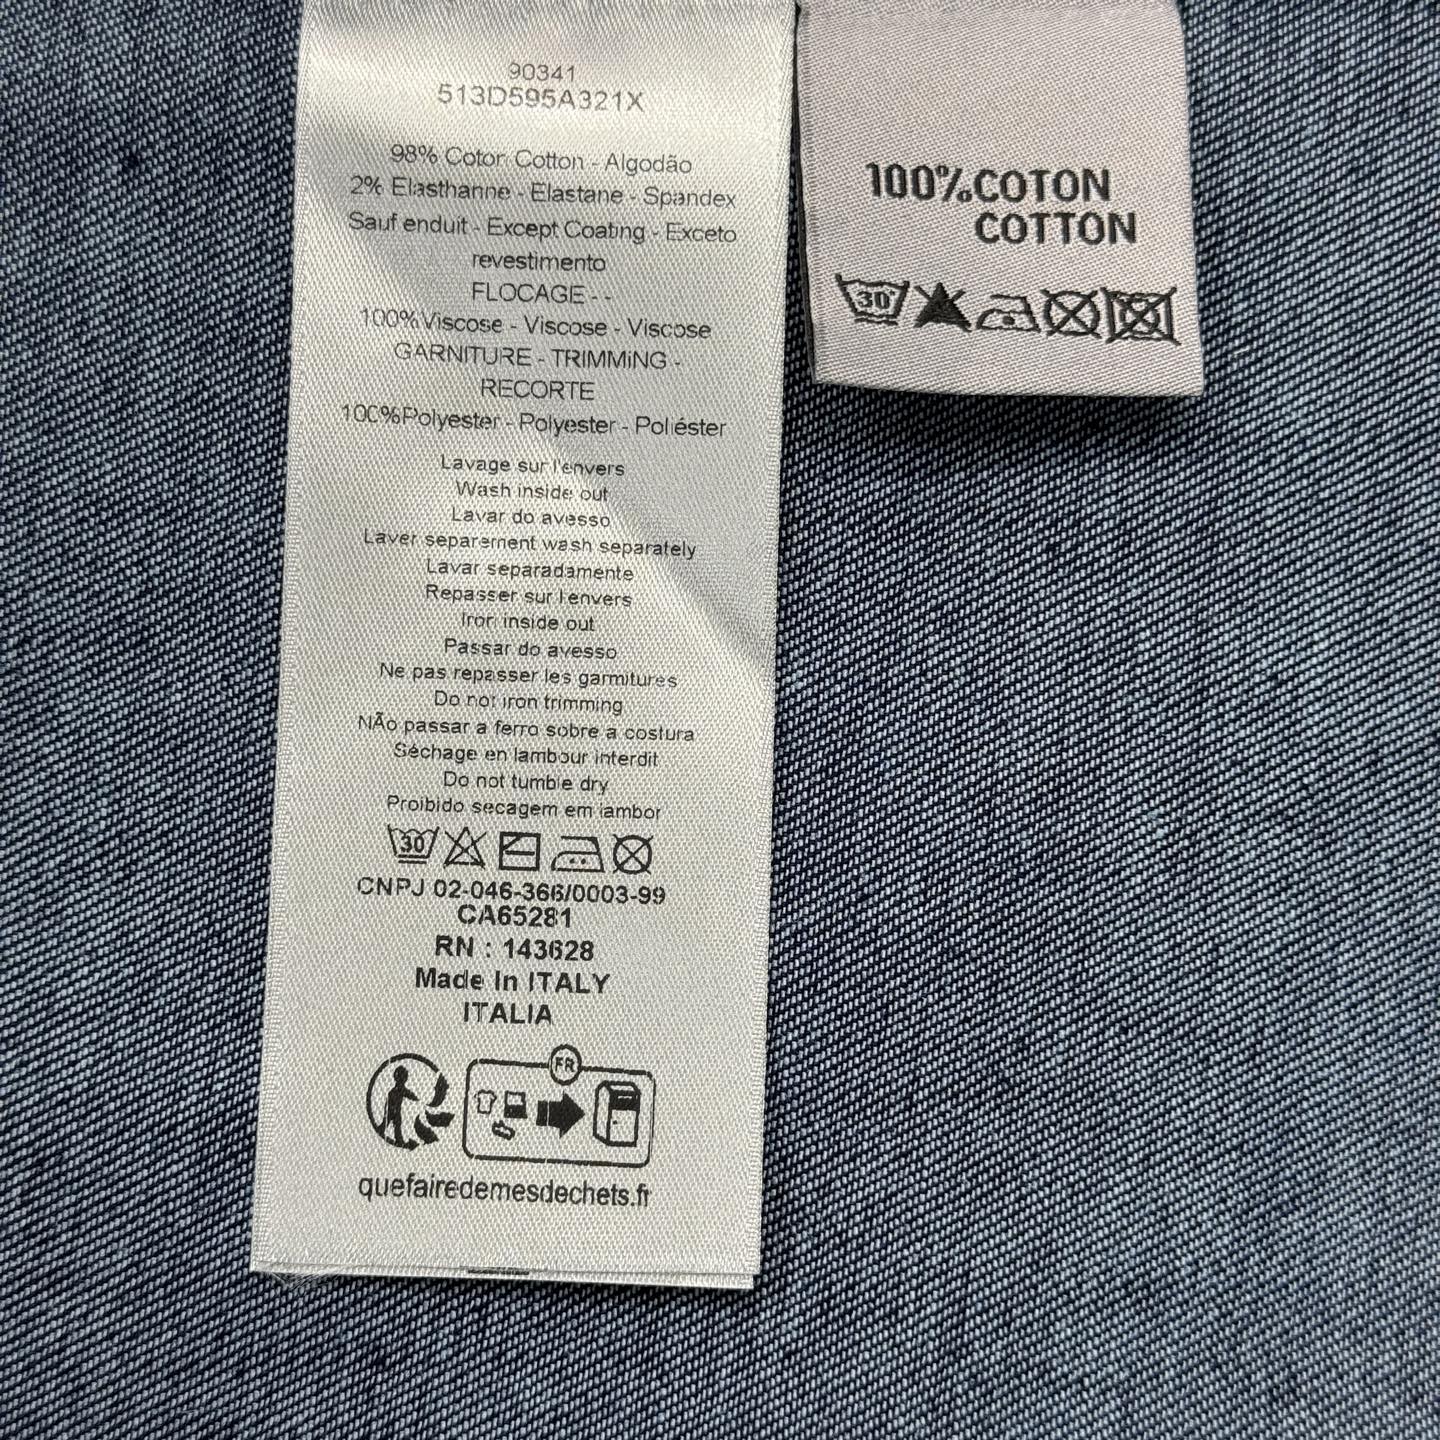 90341
513D595A321X
98% Coton Cotton - Algodão
2% Elasthanne - Elastane - Spandex
Sauf enduit - Except Coating - Exceto
revestimento
FLOCAGE - -
100%Viscose - Viscose - Viscose
GARNITURE - TRIMMiNG -
RECORTE
100%Polyester - Polyester - Poliéster
Lavage sur l'envers
Wash inside out
Lavar do avesso
Laver separement wash separately
Lavar separadamente
Repasser sur l envers
Iron inside out
Passar do avesso
Ne pas repasser les garmitures
Do not iron trimming
NÃo passar a ferro sobre a costura
Séchage en lambour interdit
Do not tumble dry
Proibido secagem em lambor
30
CNPJ 02-046-366/0003-99
CA65281
RN : 143628
Made In ITALY
ITALIA
FR
quefairedemesdechets.fr
100%COTON
COTTON
30°